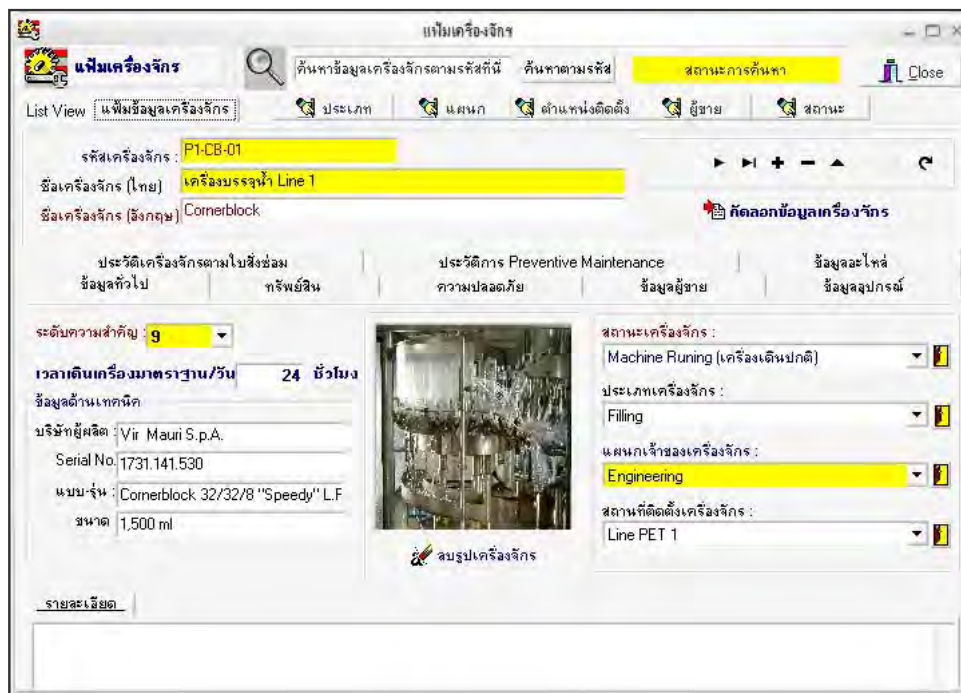 แฟ้มเครื่องจักร
แฟ้มเครื่องจักร ค้นหาข้อมูลเครื่องจักรตามรหัสที่นี่ ค้นหาตามรหัส สถานะการค้นหา Close
List View แฟ้มข้อมูลเครื่องจักร ประเภท แผนก ตำแหน่งติดตั้ง ผู้ขาย สถานะ
รหัสเครื่องจักร : P1-CB-01
ชื่อเครื่องจักร (ไทย) เครื่องบรรจุน้ำ Line 1
ชื่อเครื่องจักร (อังกฤษ) Cornerblock
คัดลอกข้อมูลเครื่องจักร
ประวัติเครื่องจักรตามใบสั่งซ่อม ประวัติการ Preventive Maintenance ข้อมูลอะไหล่
ข้อมูลทั่วไป ทรัพย์สิน ความปลอดภัย ข้อมูลผู้ขาย ข้อมูลอุปกรณ์
ระดับความสำคัญ : 9
เวลาเดินเครื่องมาตราฐาน/วัน 24 ชั่วโมง
ข้อมูลด้านเทคนิค
บริษัทผู้ผลิต : Vir Mauri S.p.A.
Serial No. 1731.141.530
แบบ-รุ่น : Cornerblock 32/32/8 "Speedy" L.F
ขนาด 1,500 ml
ลบรูปเครื่องจักร
สถานะเครื่องจักร :
Machine Runing (เครื่องเดินปกติ)
ประเภทเครื่องจักร :
Filling
แผนกเจ้าของเครื่องจักร :
Engineering
สถานที่ติดตั้งเครื่องจักร :
Line PET 1
รายละเอียด